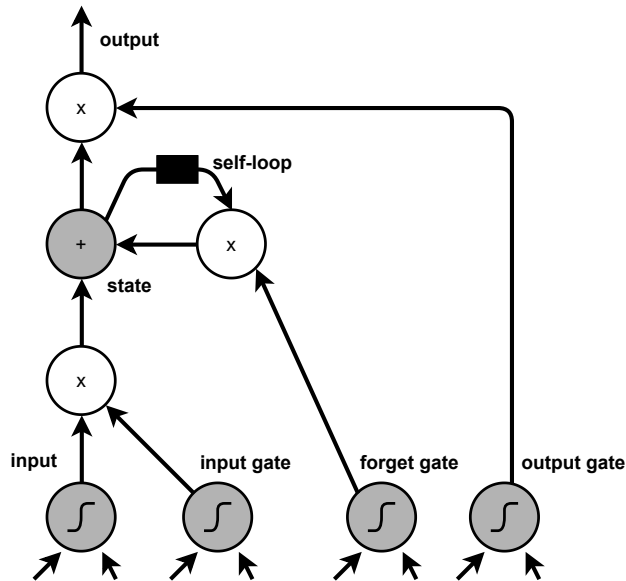 output
x
self-loop
+
x
state
x
input
input gate
forget gate
output gate